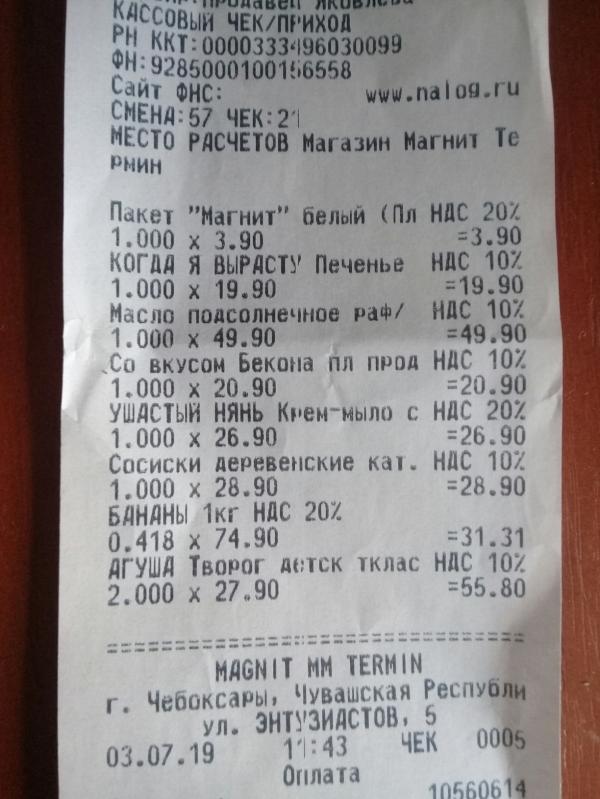 Продавец Яковлева
КАССОВЫЙ ЧЕК/ПРИХОД
РН ККТ:0000333496030099
ФН:9285000100156558
Сайт ФНС: www.nalog.ru
СМЕНА:57 ЧЕК:21
МЕСТО РАСЧЕТОВ Магазин Магнит Те
рмин
Пакет "Магнит" белый (Пл НДС 20%
1.000 x 3.90 =3.90
КОГДА Я ВЫРАСТУ Печенье НДС 10%
1.000 x 19.90 =19.90
Масло подсолнечное раф/ НДС 10%
1.000 x 49.90 =49.90
Со вкусом Бекона пл прод НДС 10%
1.000 x 20.90 =20.90
УШАСТЫЙ НЯНЬ Крем-мыло с НДС 20%
1.000 x 26.90 =26.90
Сосиски деревенские кат. НДС 10%
1.000 x 28.90 =28.90
БАНАНЫ 1кг НДС 20%
0.418 x 74.90 =31.31
АГУША Творог детск тклас НДС 10%
2.000 x 27.90 =55.80
================================
MAGNIT MM TERMIN
г. Чебоксары, Чувашская Республи
ул. ЭНТУЗИАСТОВ, 5
03.07.19 11:43 ЧЕК 0005
Оплата
10560614